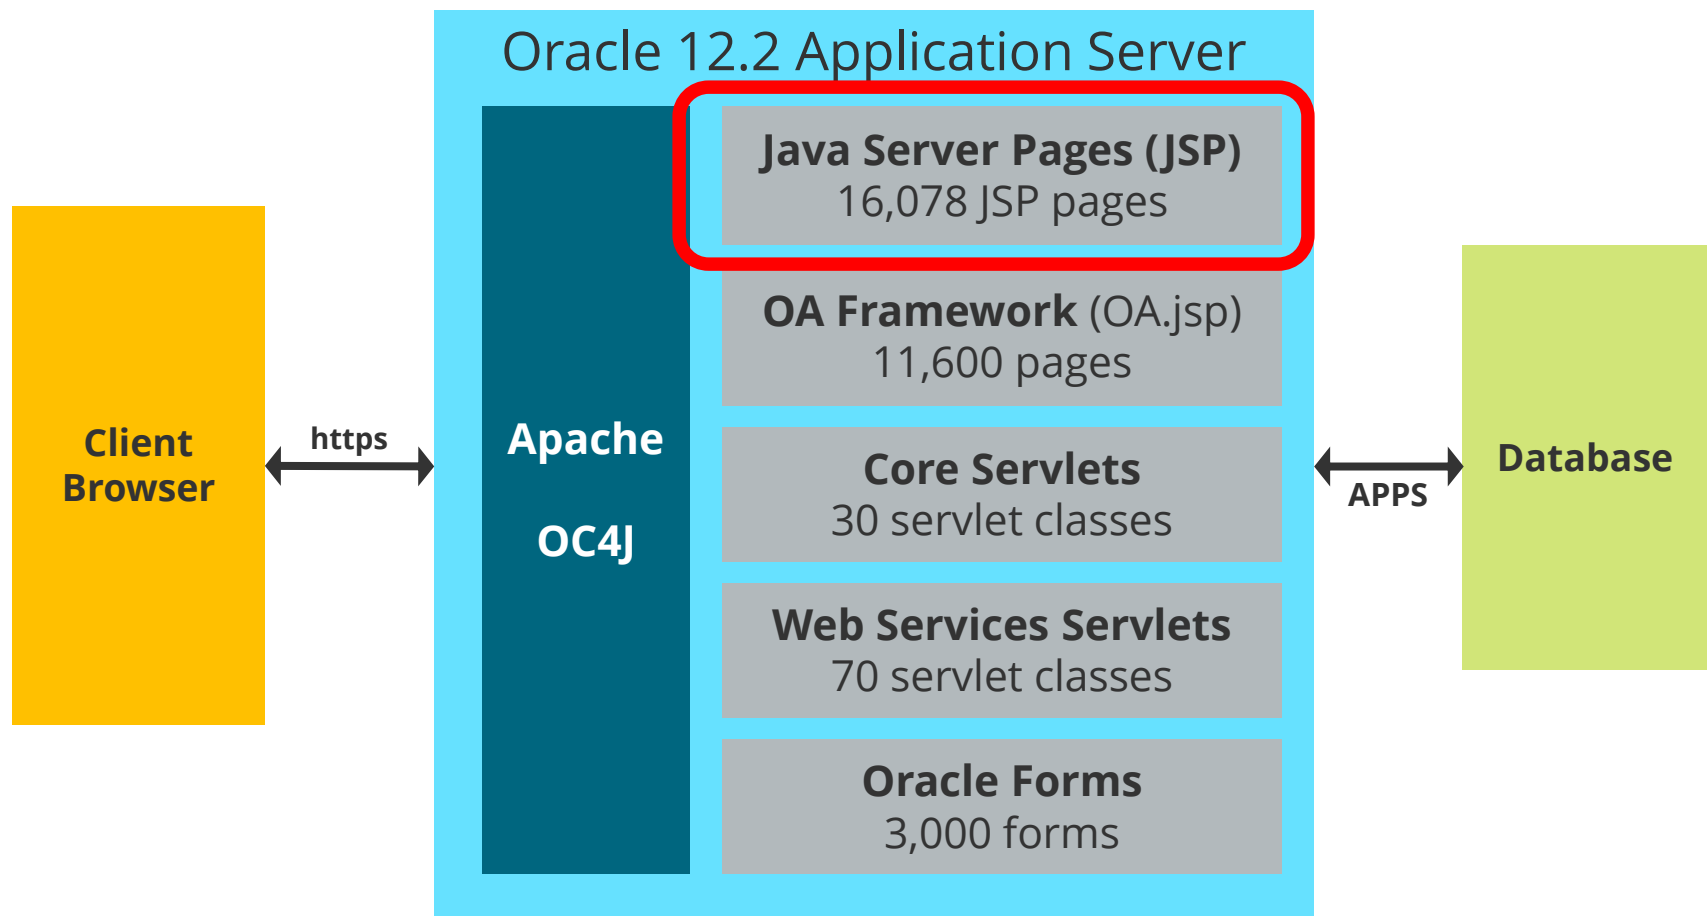 Oracle 12.2 Application Server
Java Server Pages (JSP)
16,078 JSP pages
OA Framework (OA.jsp)
11,600 pages
Core Servlets
30 servlet classes
Web Services Servlets
70 servlet classes
Oracle Forms
3,000 forms
Apache
OC4J
Client
Browser
https
APPS
Database